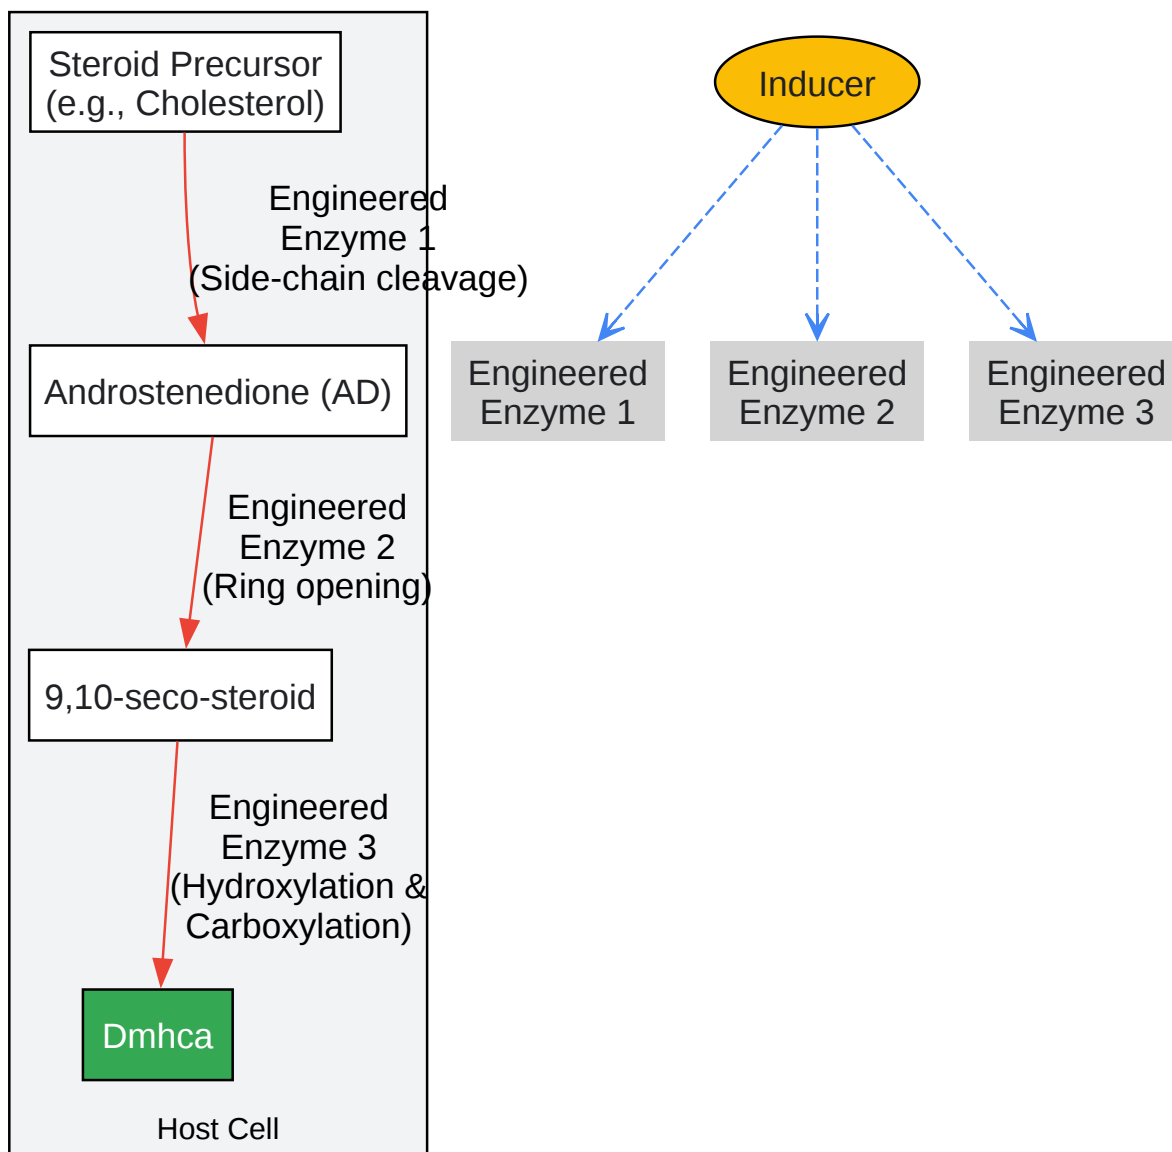 Steroid Precursor
(e.g., Cholesterol)
Engineered
Enzyme 1
(Side-chain cleavage)
Androstenedione (AD)
Engineered
Enzyme 2
(Ring opening)
9,10-seco-steroid
Engineered
Enzyme 3
(Hydroxylation &
Carboxylation)
Dmhca
Host Cell
Inducer
Engineered
Enzyme 1
Engineered
Enzyme 2
Engineered
Enzyme 3